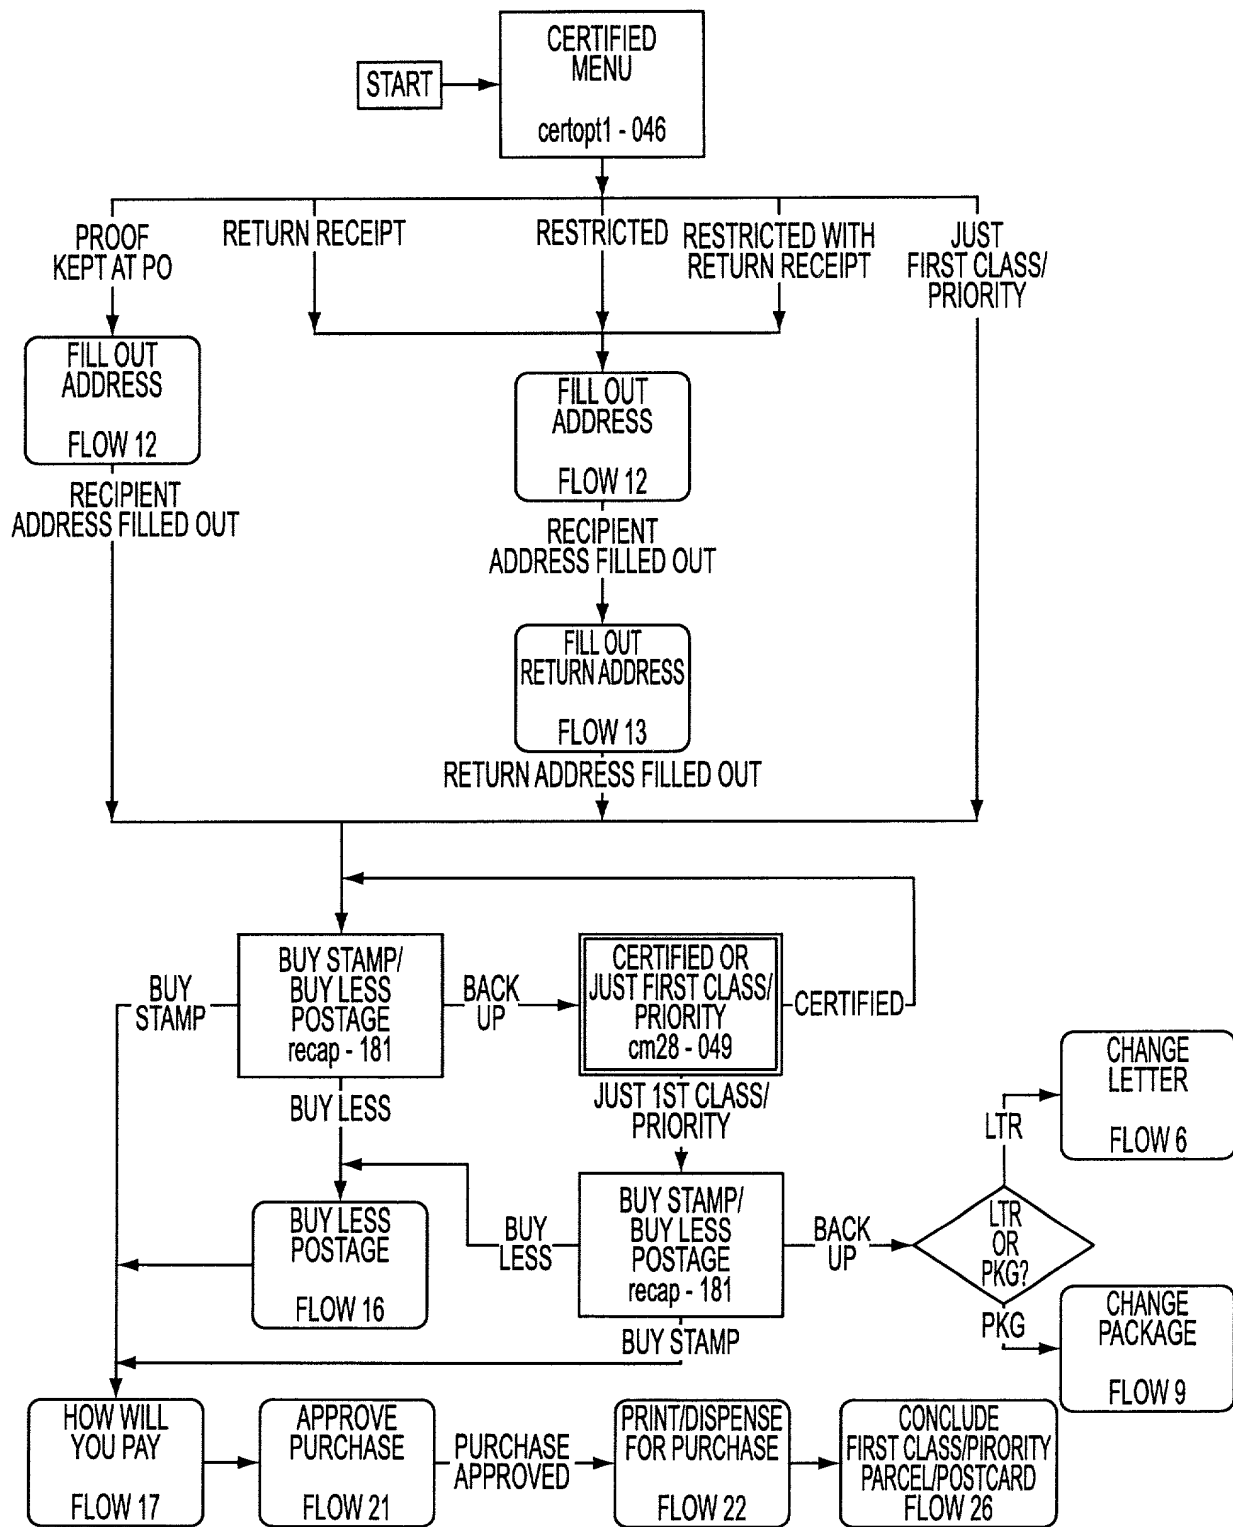 CERTIFIED
MENU
certopt1 - 046
START
PROOF
KEPT AT PO
RETURN RECEIPT
RESTRICTED
RESTRICTED WITH
RETURN RECEIPT
JUST
FIRST CLASS/
PRIORITY
FILL OUT
ADDRESS
FLOW 12
RECIPIENT
ADDRESS FILLED OUT
FILL OUT
ADDRESS
FLOW 12
RECIPIENT
ADDRESS FILLED OUT
FILL OUT
RETURN ADDRESS
FLOW 13
RETURN ADDRESS FILLED OUT
BUY
STAMP
BUY STAMP/
BUY LESS
POSTAGE
recap - 181
BACK
UP
CERTIFIED OR
JUST FIRST CLASS/
PRIORITY
cm28 - 049
CERTIFIED
BUY LESS
JUST 1ST CLASS/
PRIORITY
CHANGE
LETTER
FLOW 6
LTR
BUY LESS
POSTAGE
FLOW 16
BUY
LESS
BUY STAMP/
BUY LESS
POSTAGE
recap - 181
BACK
UP
LTR
OR
PKG?
BUY STAMP
PKG
CHANGE
PACKAGE
FLOW 9
HOW WILL
YOU PAY
FLOW 17
APPROVE
PURCHASE
FLOW 21
PURCHASE
APPROVED
PRINT/DISPENSE
FOR PURCHASE
FLOW 22
CONCLUDE
FIRST CLASS/PIRORITY
PARCEL/POSTCARD
FLOW 26